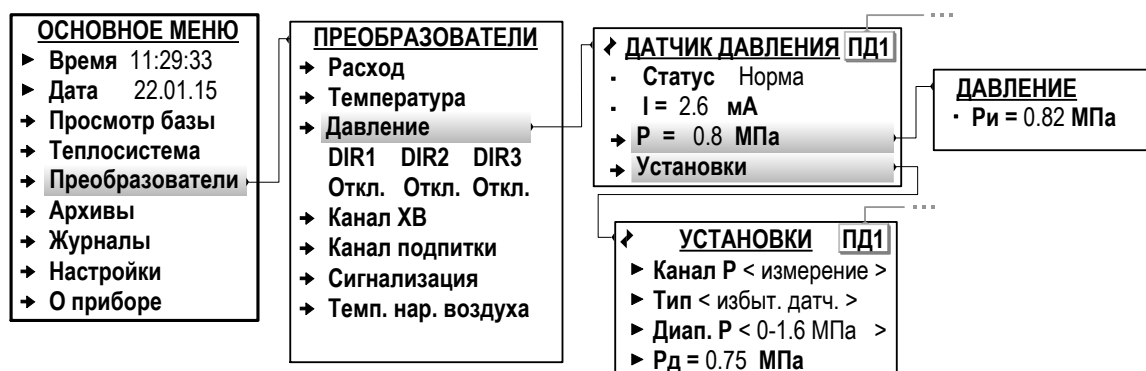 ОСНОВНОЕ МЕНЮ
Время 11:29:33
Дата 22.01.15
Просмотр базы
Теплосистема
Преобразователи
Архивы
Журналы
Настройки
О приборе
ПРЕОБРАЗОВАТЕЛИ
Расход
Температура
Давление
DIR1 DIR2 DIR3
Откл. Откл. Откл.
Канал ХВ
Канал подпитки
Сигнализация
Темп. нар. воздуха
ДАТЧИК ДАВЛЕНИЯ ПД1
Статус Норма
I = 2.6 мА
P = 0.8 МПа
Установки
ДАВЛЕНИЕ
Pи = 0.82 МПа
УСТАНОВКИ ПД1
Канал P < измерение >
Тип < избыт. датч. >
Диап. P < 0-1.6 МПа >
Pд = 0.75 МПа